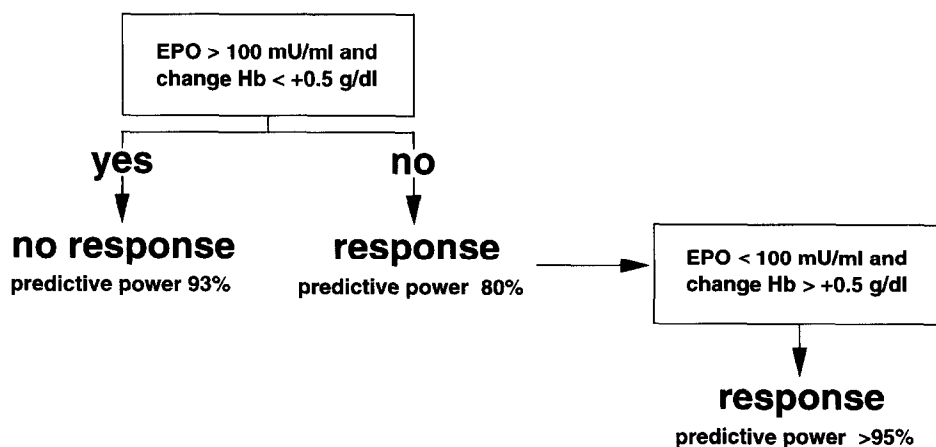 EPO > 100 mU/ml and
change Hb < +0.5 g/dl
yes
no
no response
predictive power 93%
response
predictive power 80%
EPO < 100 mU/ml and
change Hb > +0.5 g/dl
response
predictive power >95%